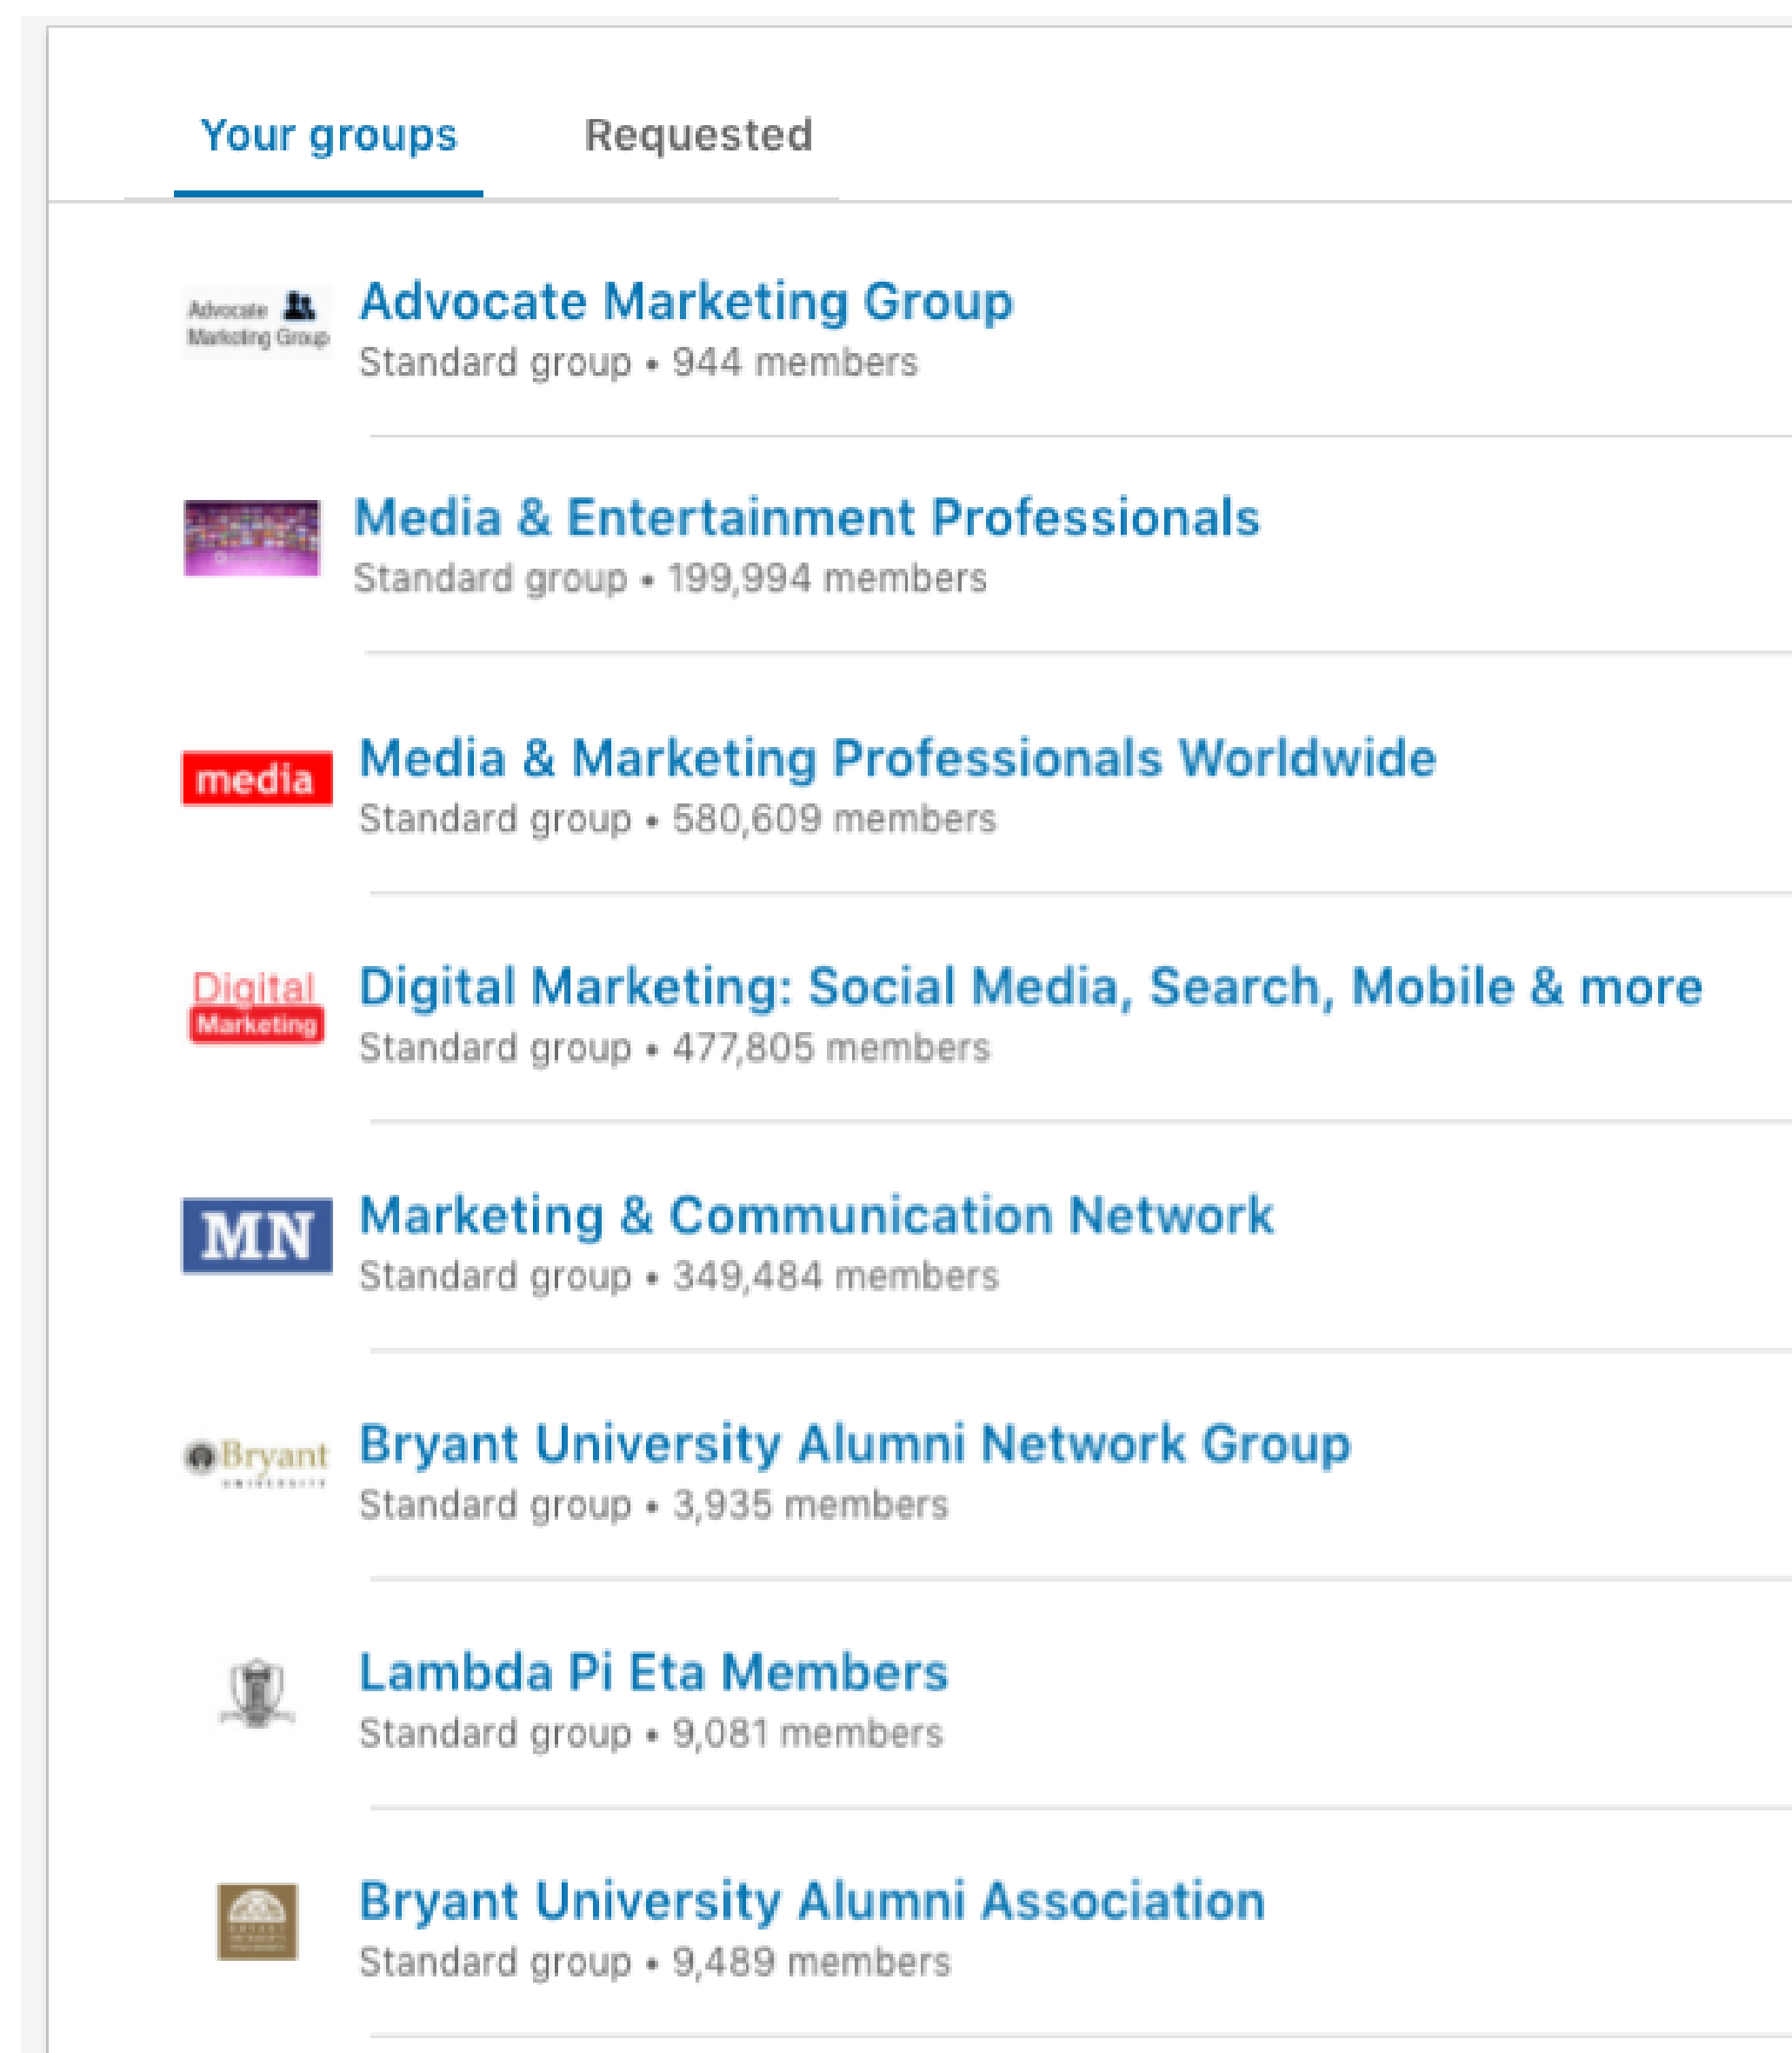 Your groups
Requested
Advocate
Marketing Group
Advocate Marketing Group
Standard group • 944 members
Media & Entertainment Professionals
Standard group • 199,994 members
media
Media & Marketing Professionals Worldwide
Standard group • 580,609 members
Digital
Marketing
Digital Marketing: Social Media, Search, Mobile & more
Standard group • 477,805 members
MN
Marketing & Communication Network
Standard group • 349,484 members
Bryant
UNIVERSITY
Bryant University Alumni Network Group
Standard group • 3,935 members
Lambda Pi Eta Members
Standard group • 9,081 members
Bryant University Alumni Association
Standard group • 9,489 members